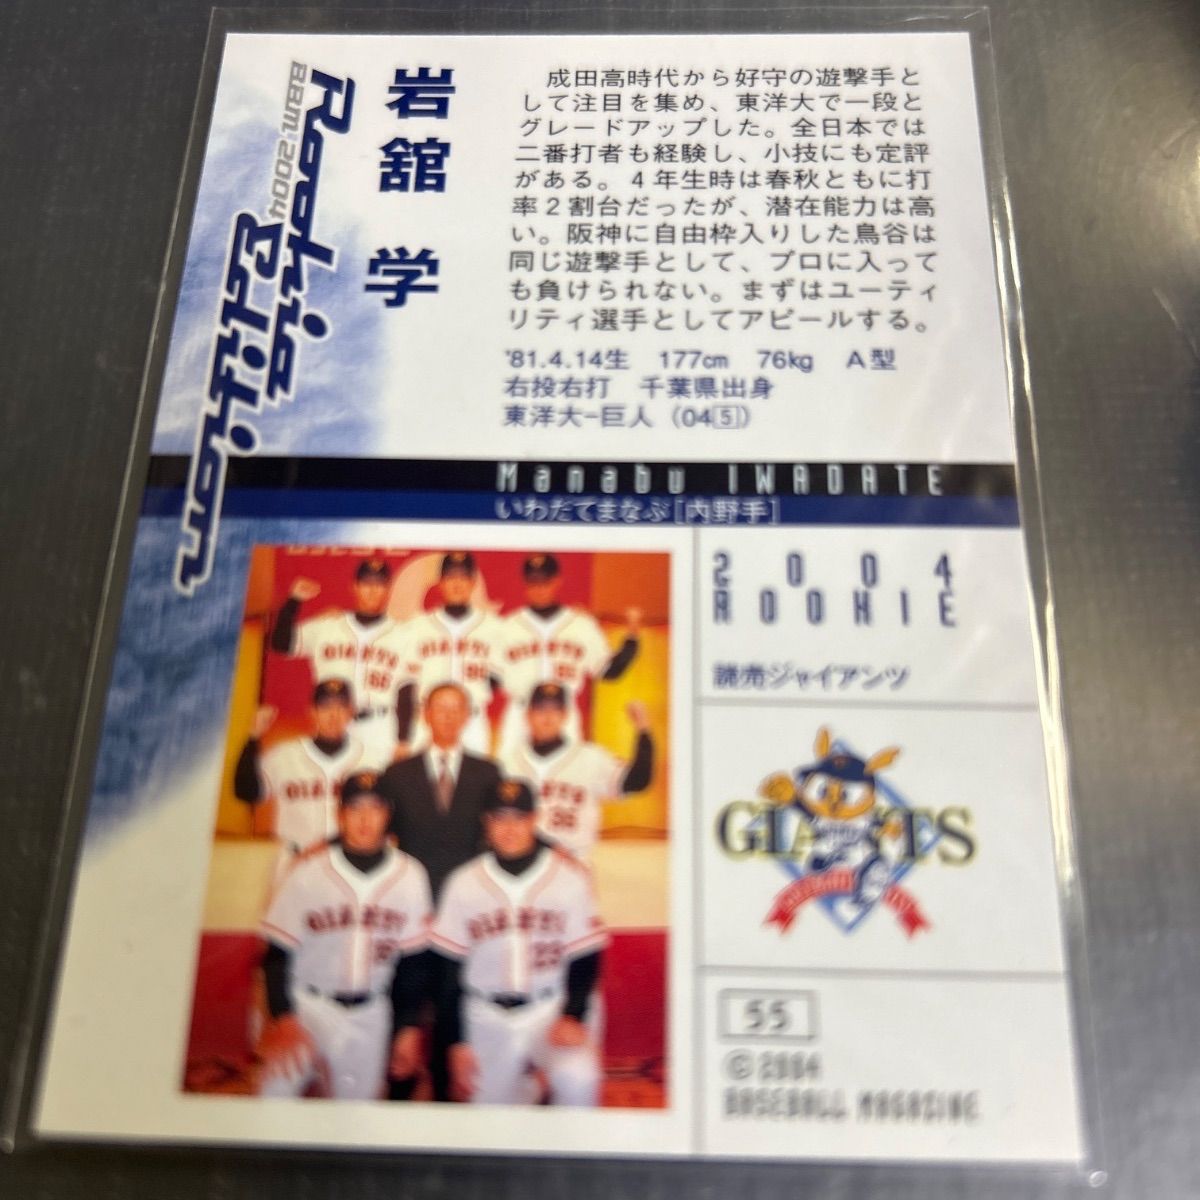 BBM.2004
Rookie
Edition
岩舘 学
成田高時代から好守の遊撃手と
して注目を集め、東洋大で一段と
グレードアップした。全日本では
二番打者も経験し、小技にも定評
がある。4年生時は春秋ともに打
率2割台だったが、潜在能力は高
い。阪神に自由枠入りした鳥谷は
同じ遊撃手として、プロに入って
も負けられない。まずはユーティ
リティ選手としてアピールする。
'81.4.14生 177cm 76kg A型
右投右打 千葉県出身
東洋大−巨人（04⑤）
Manabu IWADATE
いわだてまなぶ［内野手］
2004
ROOKIE
読売ジャイアンツ
GIANTS
55
© 2004
BASEBALL MAGAZINE